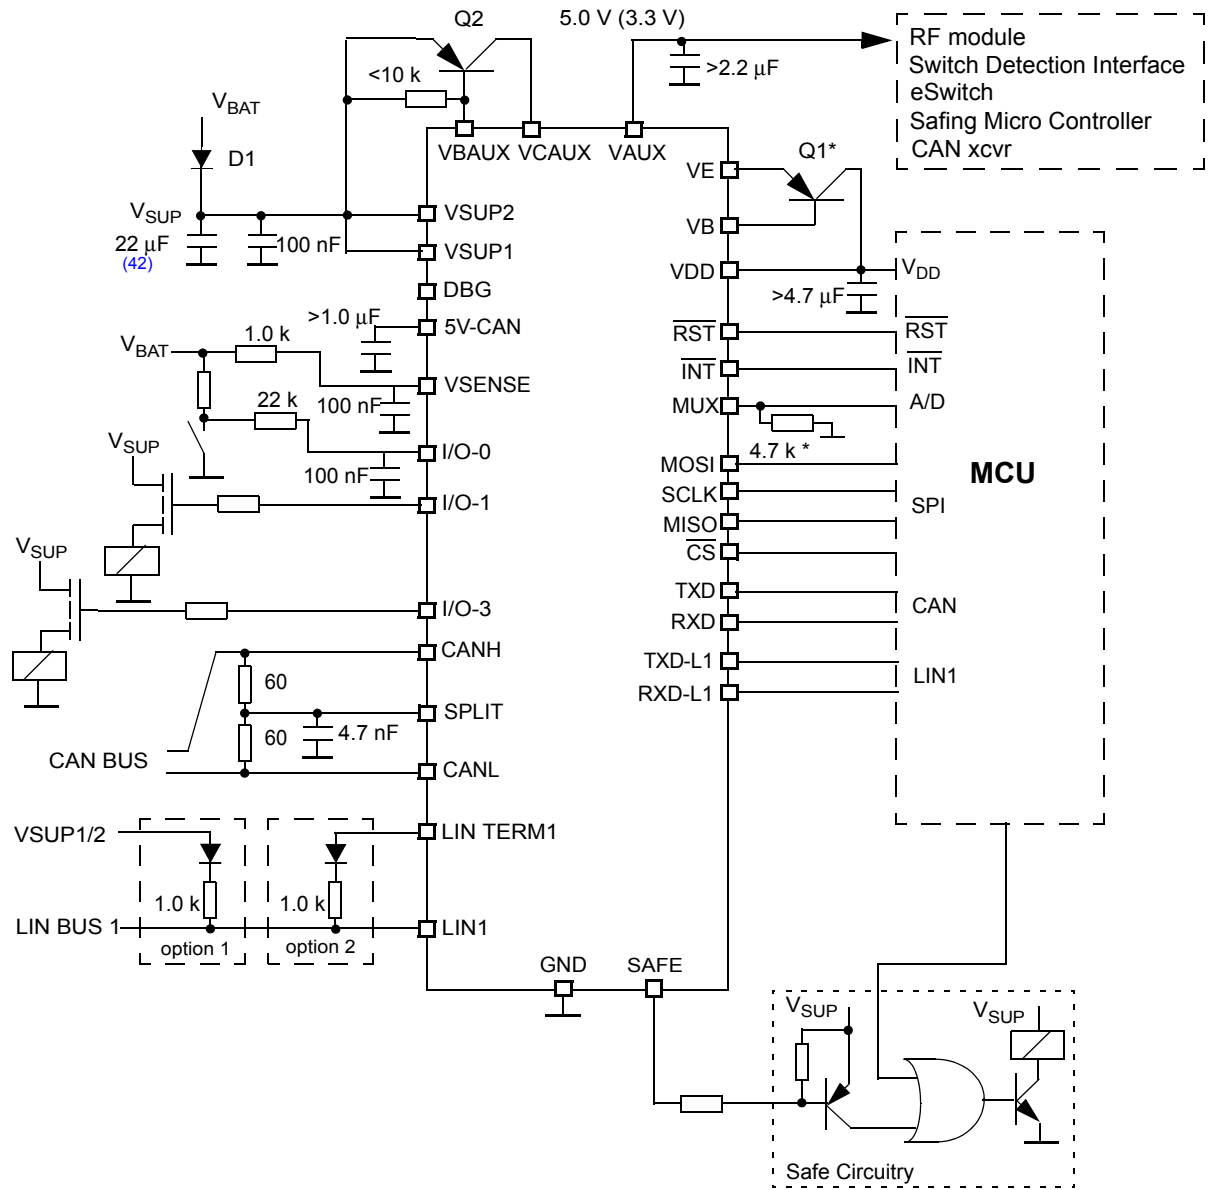 Q2
5.0 V (3.3 V)
RF module
Switch Detection Interface
eSwitch
Safing Micro Controller
CAN xcvr
>2.2 μF
<10 k
VBAT
D1
VBAUX
VCAUX
VAUX
Q1*
VE
VB
VDD
VSUP
22 μF
(42)
100 nF
VSUP2
VSUP1
DBG
5V-CAN
>1.0 μF
VDD
>4.7 μF
RST
RST
INT
INT
VBAT
1.0 k
VSENSE
100 nF
22 k
MUX
A/D
4.7 k *
I/O-0
100 nF
VSUP
I/O-1
MOSI
SCLK
MISO
CS
SPI
MCU
VSUP
I/O-3
TXD
RXD
CAN
CANH
60
SPLIT
60
4.7 nF
CAN BUS
CANL
TXD-L1
RXD-L1
LIN1
VSUP1/2
LIN TERM1
1.0 k
1.0 k
LIN BUS 1
LIN1
option 1
option 2
GND
SAFE
VSUP
VSUP
Safe Circuitry